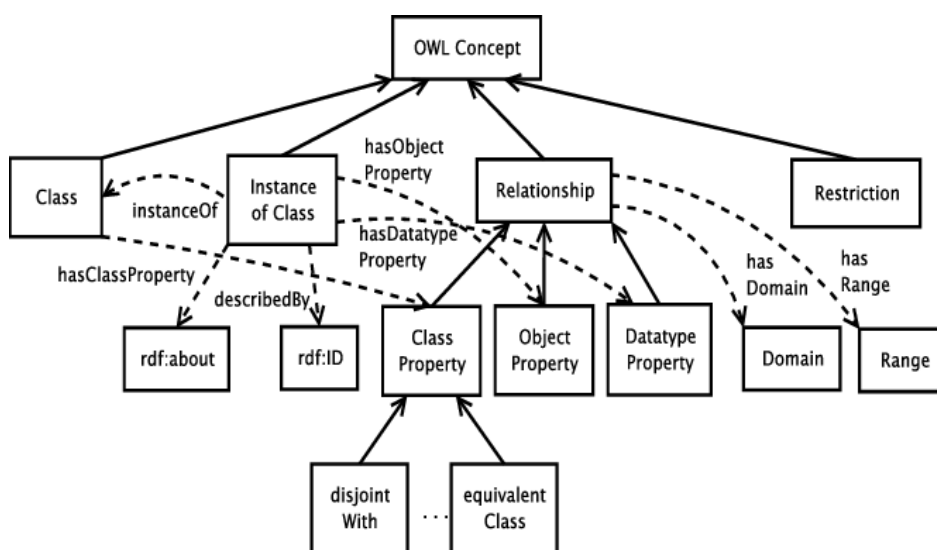 OWL Concept
hasObject
Property
Class
Instance
of Class
Relationship
Restriction
instanceOf
hasDatatype
Property
hasClassProperty
describedBy
has
Domain
has
Range
rdf:about
rdf:ID
Class
Property
Object
Property
Datatype
Property
Domain
Range
disjoint
With
...
equivalent
Class